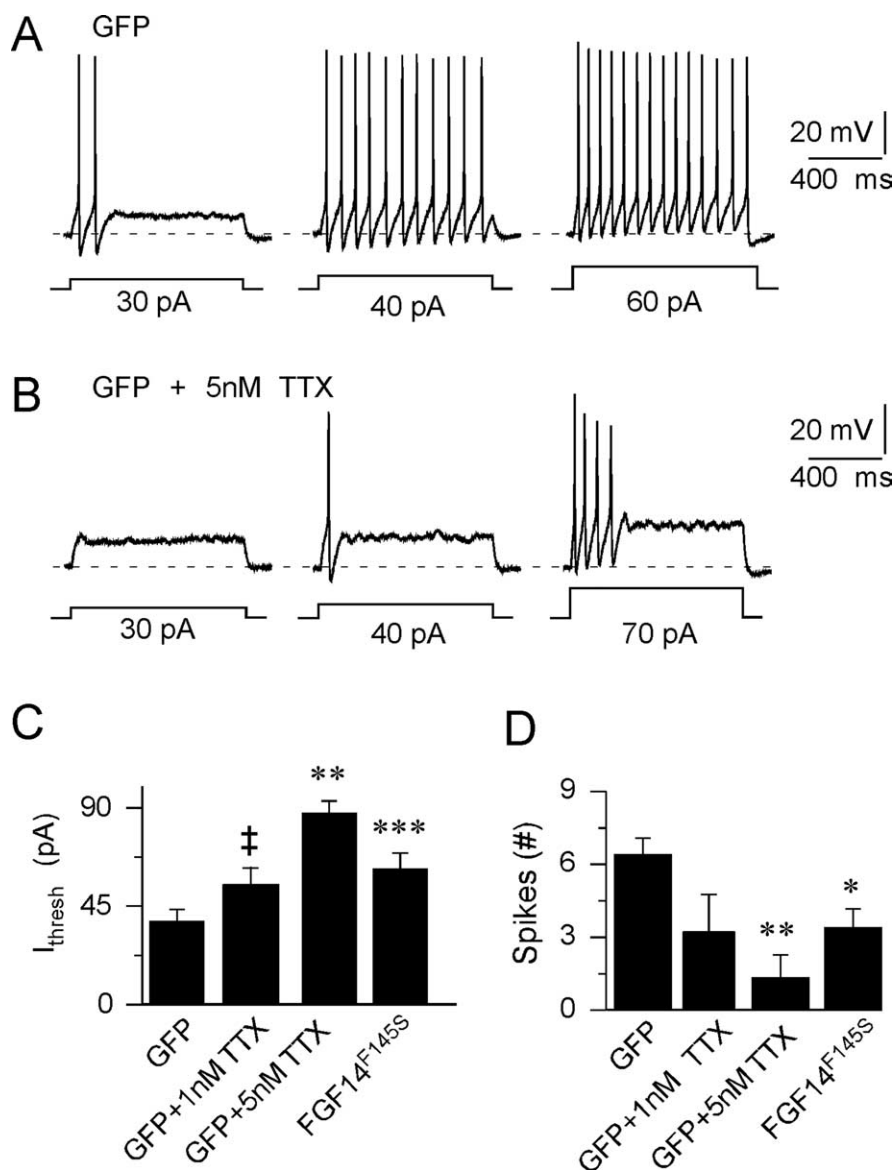 A GFP
20 mV
400 ms
30 pA
40 pA
60 pA
B GFP + 5nM TTX
20 mV
400 ms
30 pA
40 pA
70 pA
C
I thresh (pA)
90
45
0
‡
**
***
GFP
GFP+1nM TTX
GFP+5nM TTX
FGF14F145S
D
Spikes (#)
9
6
3
0
**
*
GFP
GFP+1nM TTX
GFP+5nM TTX
FGF14F145S